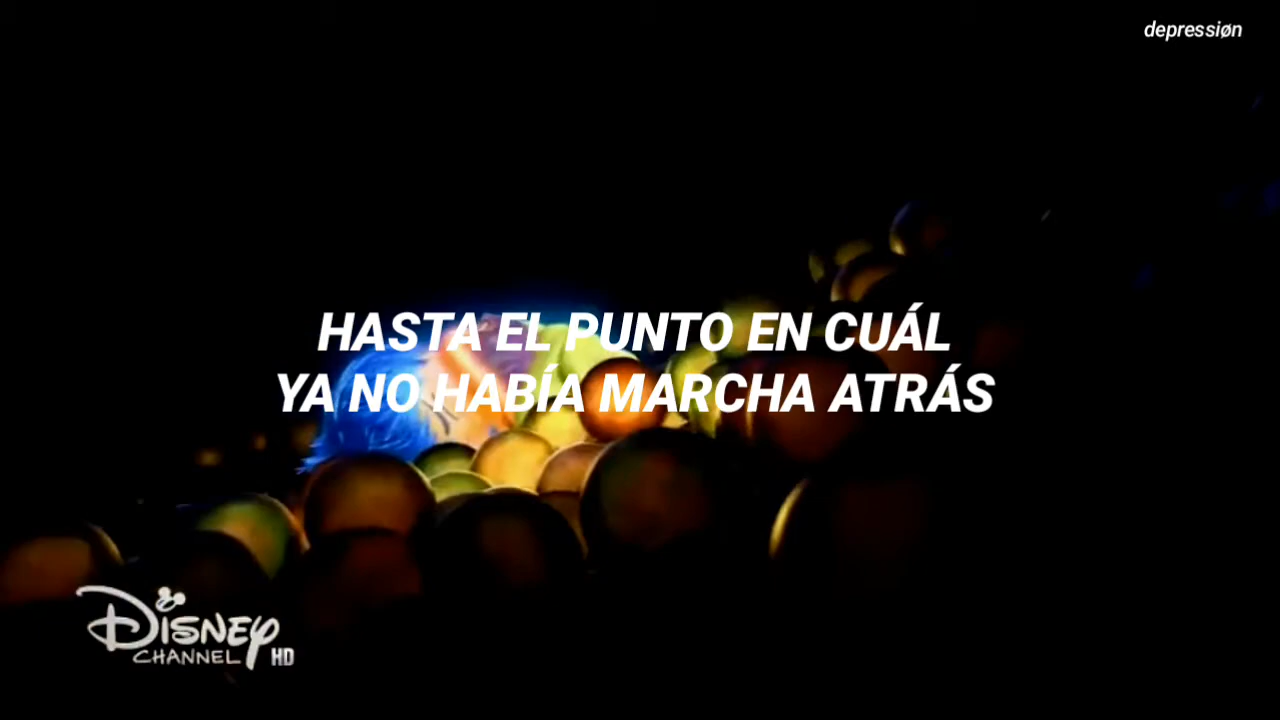 depressiøn
HASTA EL PUNTO EN CUÁL
YA NO HABÍA MARCHA ATRÁS
DISNEY
CHANNEL HD